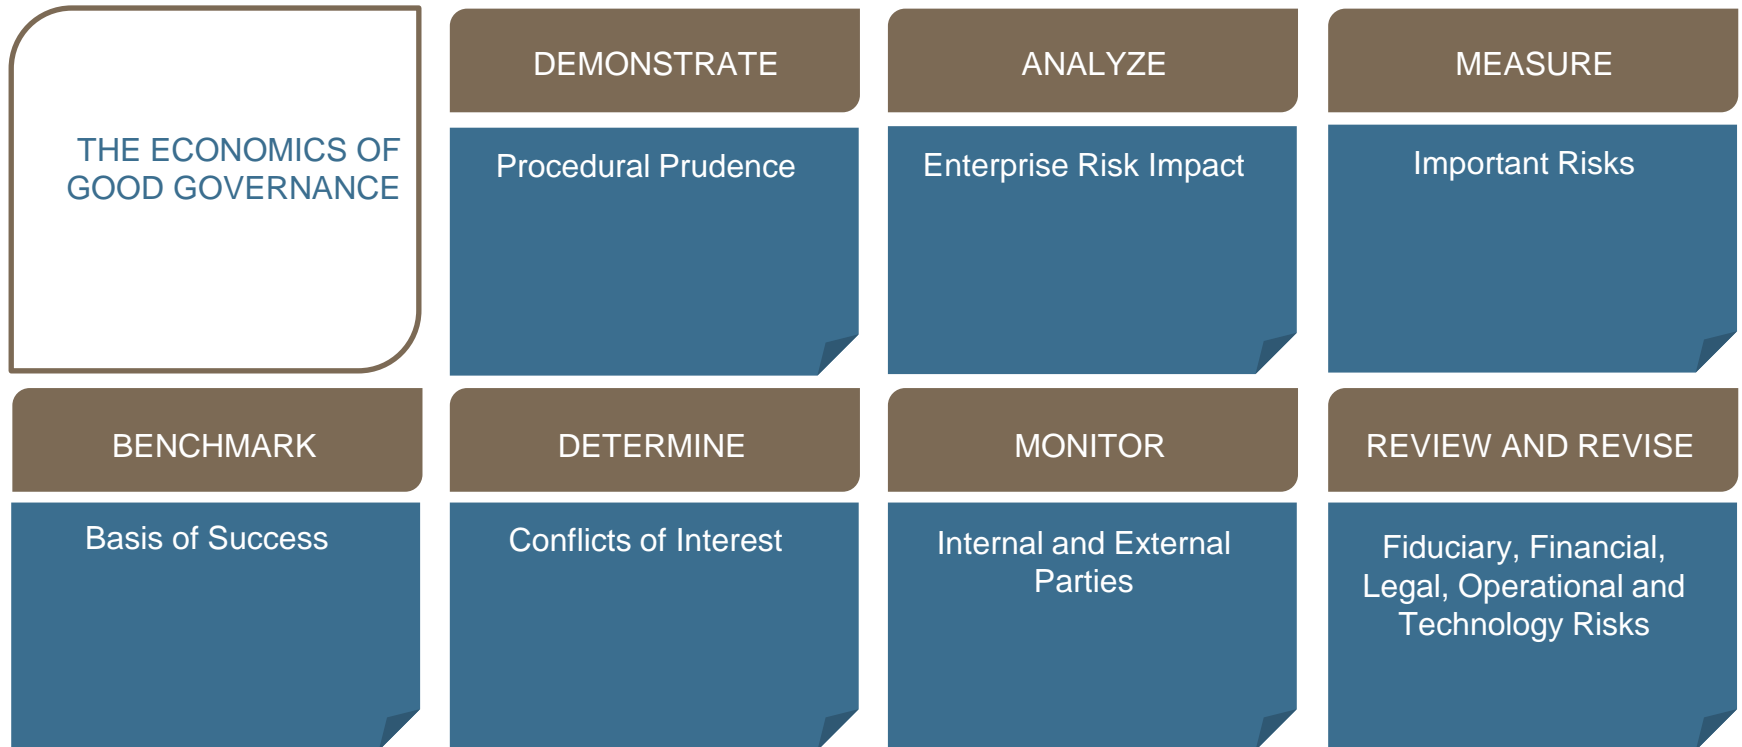 THE ECONOMICS OF
GOOD GOVERNANCE
DEMONSTRATE
Procedural Prudence
ANALYZE
Enterprise Risk Impact
MEASURE
Important Risks
BENCHMARK
Basis of Success
DETERMINE
Conflicts of Interest
MONITOR
Internal and External
Parties
REVIEW AND REVISE
Fiduciary, Financial,
Legal, Operational and
Technology Risks